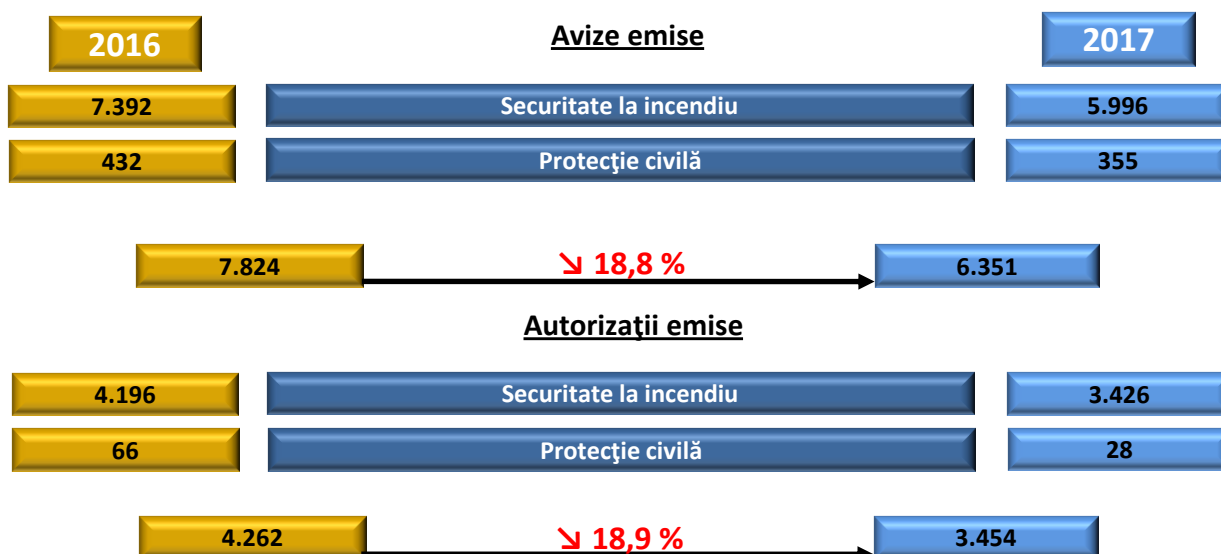 2016 Avize emise 2017
7.392 Securitate la incendiu 5.996
432 Protecţie civilă 355
7.824 ↘ 18,8 % 6.351
Autorizaţii emise
4.196 Securitate la incendiu 3.426
66 Protecţie civilă 28
4.262 ↘ 18,9 % 3.454